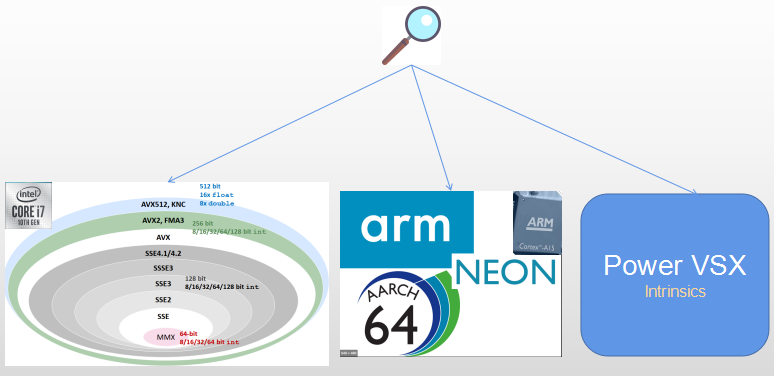 intel
CORE i7
10TH GEN
512 bit
16x float
8x double
AVX512, KNC
AVX2, FMA3
256 bit
8/16/32/64/128 bit int
AVX
SSE4.1/4.2
SSSE3
SSE3
128 bit
8/16/32/64/128 bit int
SSE2
SSE
MMX
64-bit
8/16/32/64 bit int
arm
ARM
Cortex™-A15
NEON
AARCH
64
Power VSX
Intrinsics